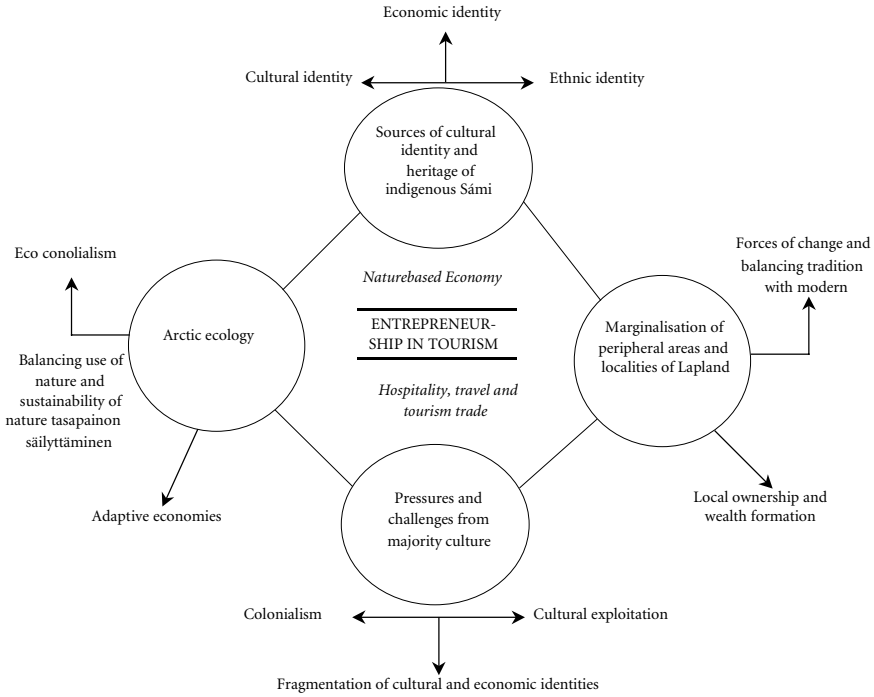 Economic identity
Cultural identity
Ethnic identity
Sources of cultural
identity and
heritage of
indigenous Sámi
Eco conolialism
Forces of change and
balancing tradition
with modern
Naturebased Economy
ENTREPRENEUR-
SHIP IN TOURISM
Hospitality, travel and
tourism trade
Arctic ecology
Marginalisation of
peripheral areas and
localities of Lapland
Balancing use of
nature and
sustainability of
nature tasapainon
säilyttäminen
Adaptive economies
Local ownership and
wealth formation
Pressures and
challenges from
majority culture
Colonialism
Cultural exploitation
Fragmentation of cultural and economic identities